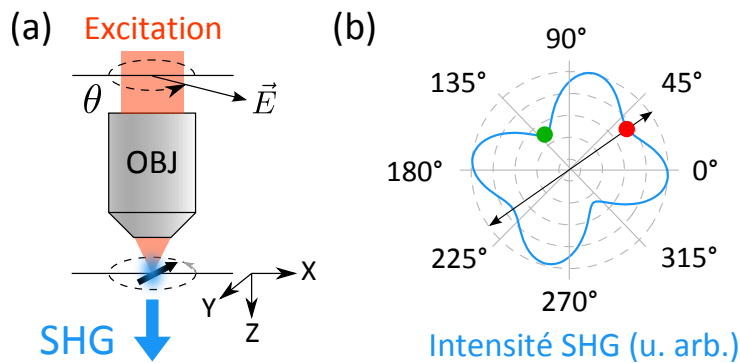 (a)
Excitation
θ
E⃗
OBJ
X
Y
Z
SHG
(b)
90°
135°
45°
180°
0°
225°
315°
270°
Intensité SHG (u. arb.)